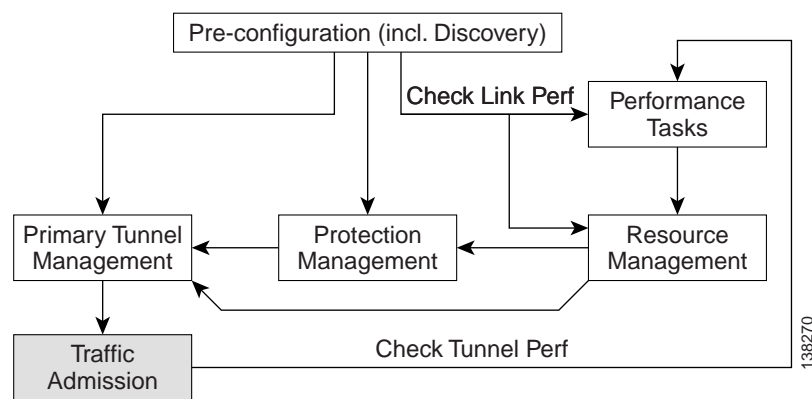 Pre-configuration (incl. Discovery)
Check Link Perf
Performance
Tasks
Primary Tunnel
Management
Protection
Management
Resource
Management
Traffic
Admission
Check Tunnel Perf
138270